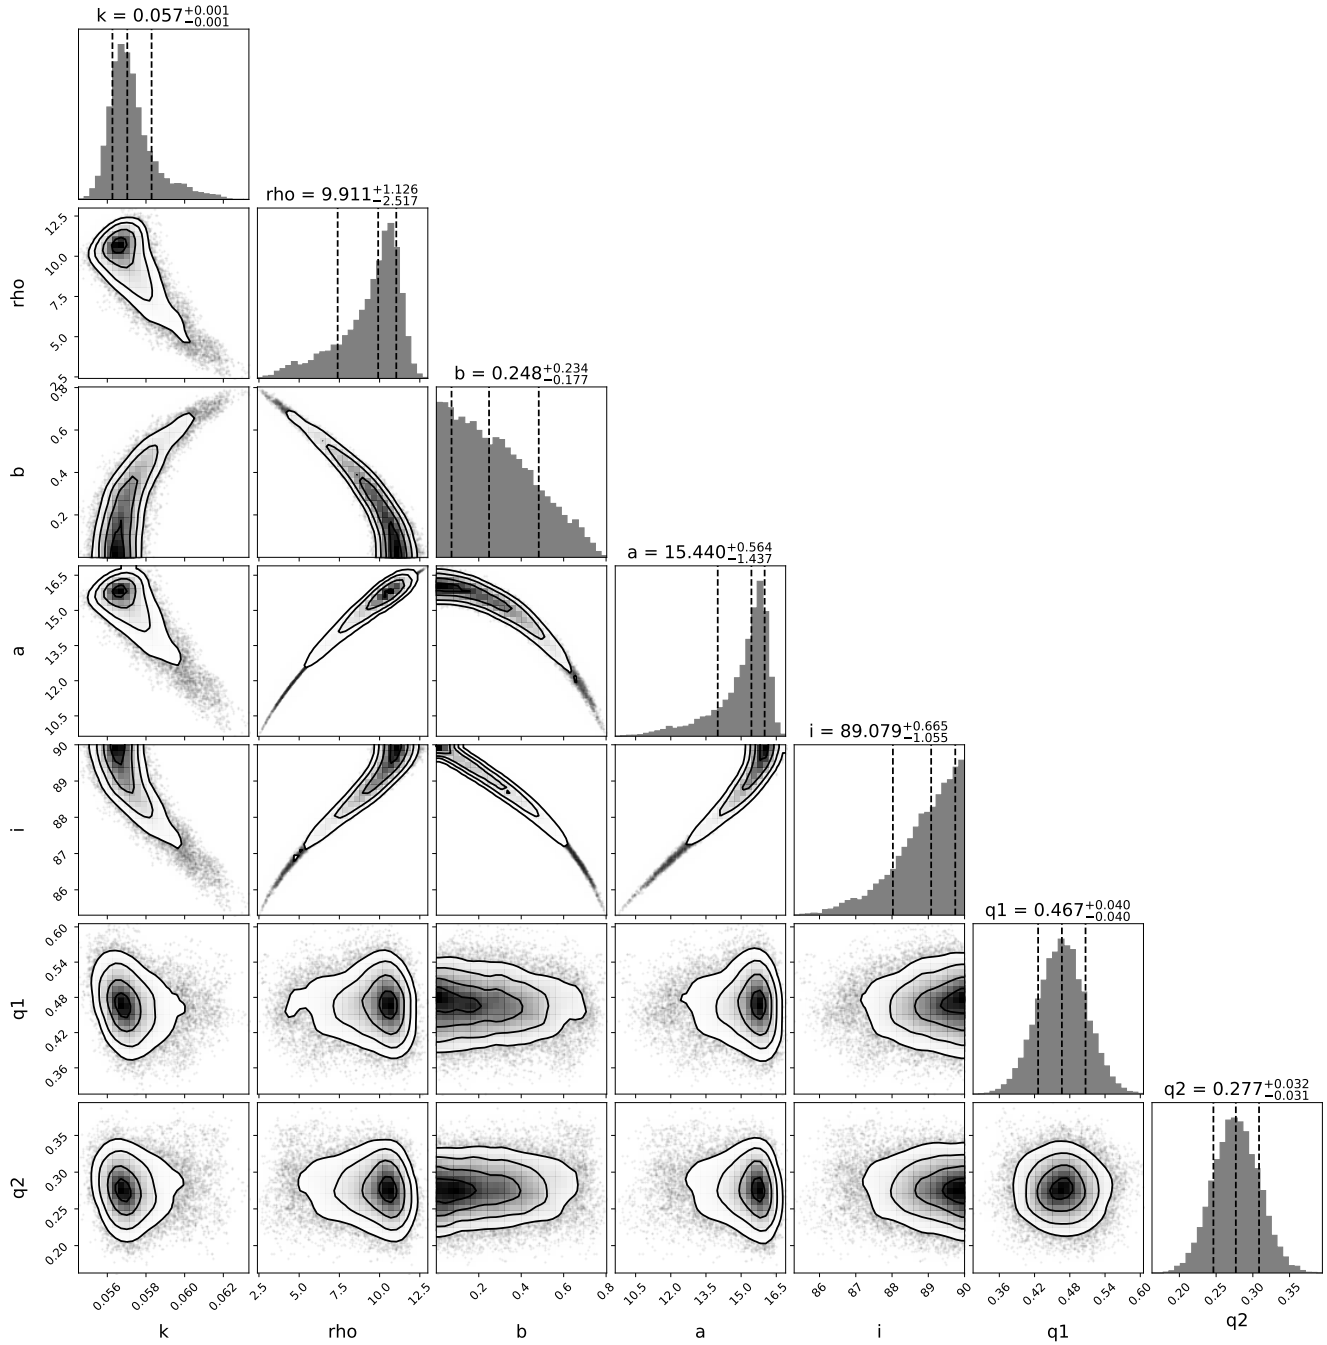 k = 0.057+0.001 −0.001
rho = 9.911+1.126 −2.517
12.5
10.0
7.5
5.0
2.5
rho
b = 0.248+0.234 −0.177
0.8
0.6
0.4
0.2
b
a = 15.440+0.564 −1.437
16.5
15.0
13.5
12.0
10.5
a
i = 89.079+0.665 −1.055
90
89
88
87
86
i
q1 = 0.467+0.040 −0.040
0.60
0.54
0.48
0.42
0.36
q1
q2 = 0.277+0.032 −0.031
0.35
0.30
0.25
0.20
q2
0.056 0.058 0.060 0.062
2.5 5.0 7.5 10.0 12.5
0.2 0.4 0.6 0.8
10.5 12.0 13.5 15.0 16.5
86 87 88 89 90
0.36 0.42 0.48 0.54 0.60
0.20 0.25 0.30 0.35
k rho b a i q1 q2